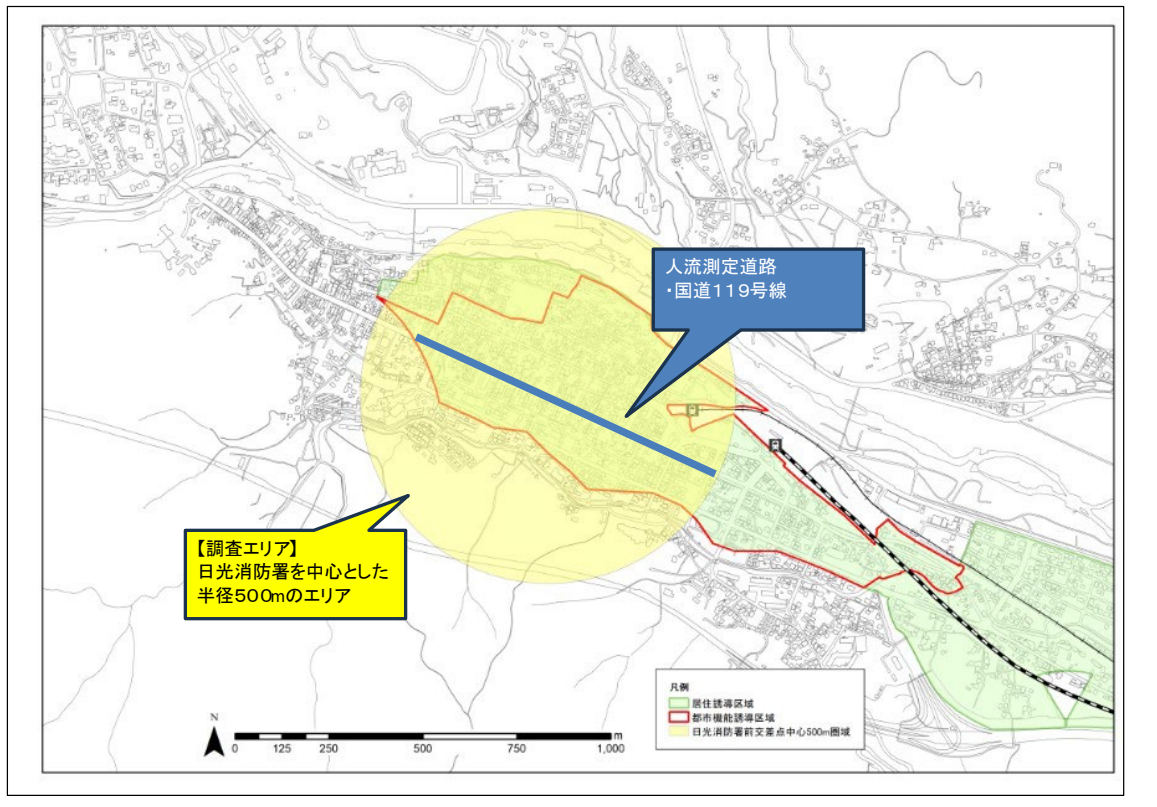 人流測定道路
・国道119号線
【調査エリア】
日光消防署を中心とした
半径500mのエリア
凡例
居住誘導区域
都市機能誘導区域
日光消防署前交差点中心500m圏域
N
m
0 125 250 500 750 1,000